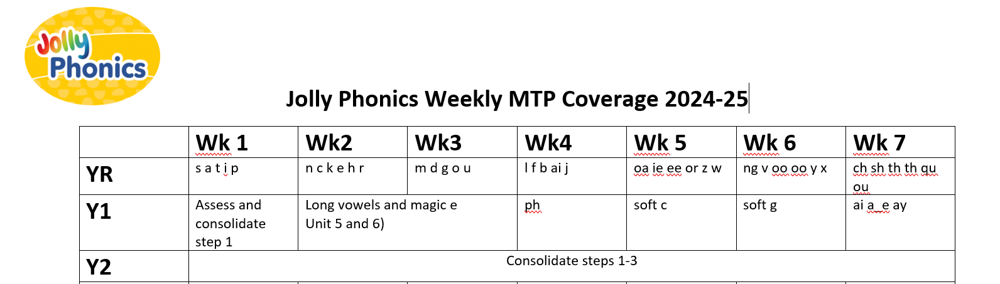 Jolly
Phonics
Jolly Phonics Weekly MTP Coverage 2024-25
Wk 1 Wk2 Wk3 Wk4 Wk 5 Wk 6 Wk 7
YR s a t i p n c k e h r m d g o u l f b ai j oa ie ee or z w ng v oo oo y x ch sh th th qu
ou
Y1 Assess and Long vowels and magic e ph soft c soft g ai a_e ay
consolidate Unit 5 and 6)
step 1
Y2 Consolidate steps 1-3